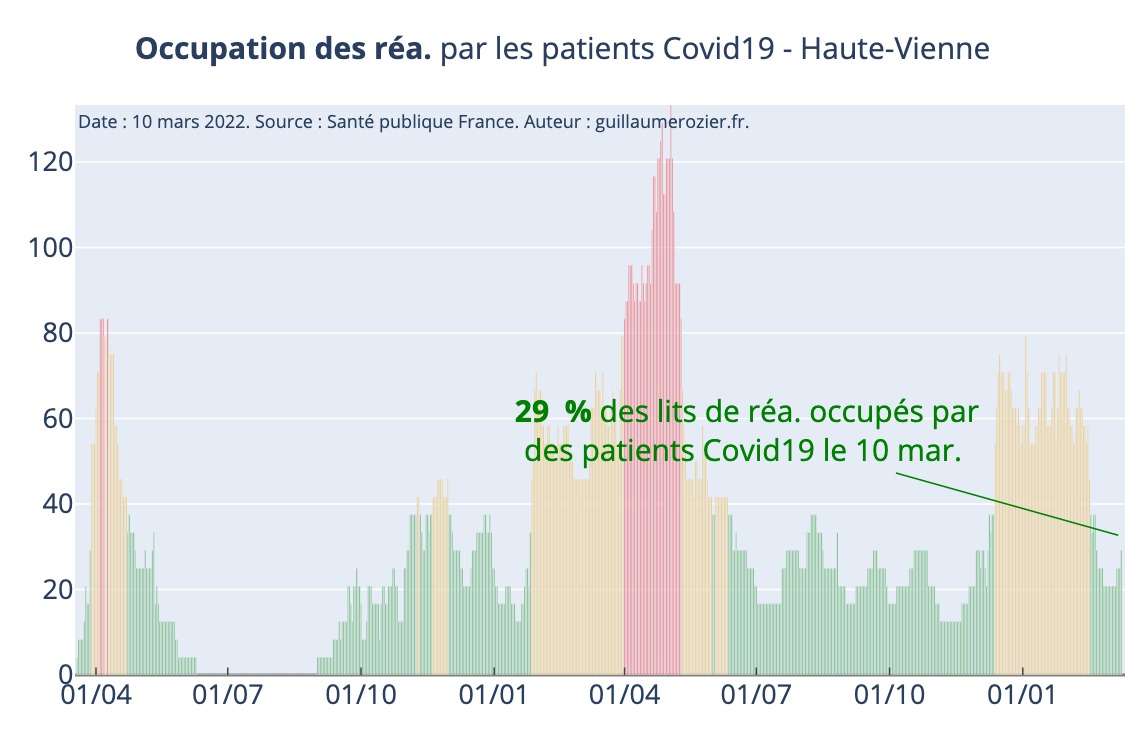 Occupation des réa. par les patients Covid19 - Haute-Vienne
Date : 10 mars 2022. Source : Santé publique France. Auteur : guillaumerozier.fr.
120
100
80
60
40
20
0
29 % des lits de réa. occupés par
des patients Covid19 le 10 mar.
01/04 01/07 01/10 01/01 01/04 01/07 01/10 01/01